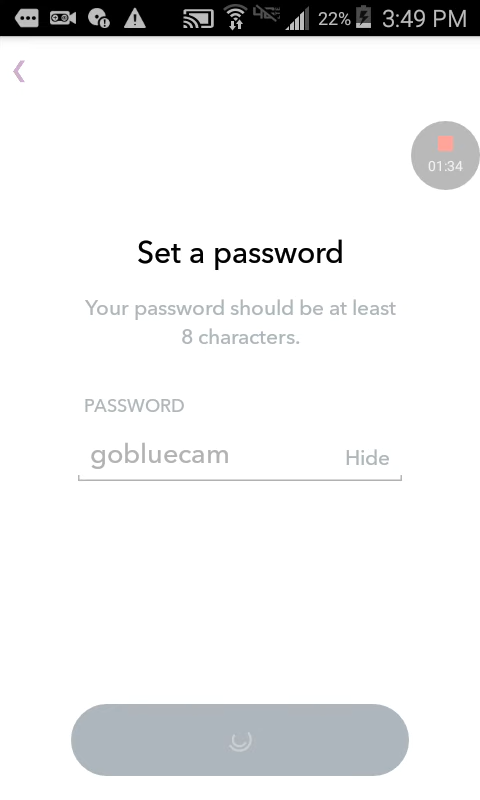 22% 3:49 PM
01:34
Set a password
Your password should be at least
8 characters.
PASSWORD
gobluecam Hide